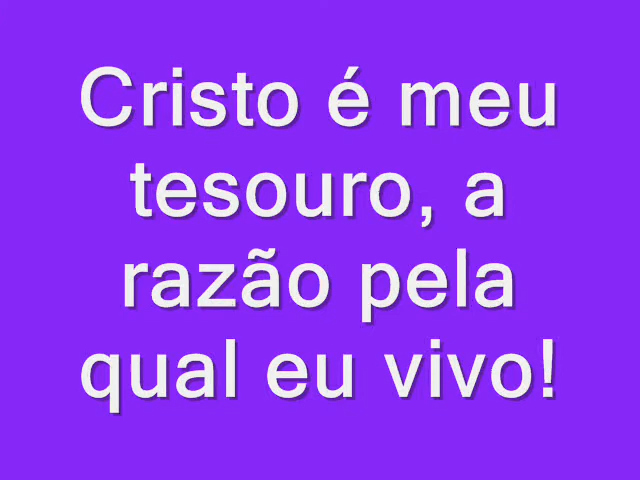 Cristo é meu
tesouro, a
razão pela
qual eu vivo!